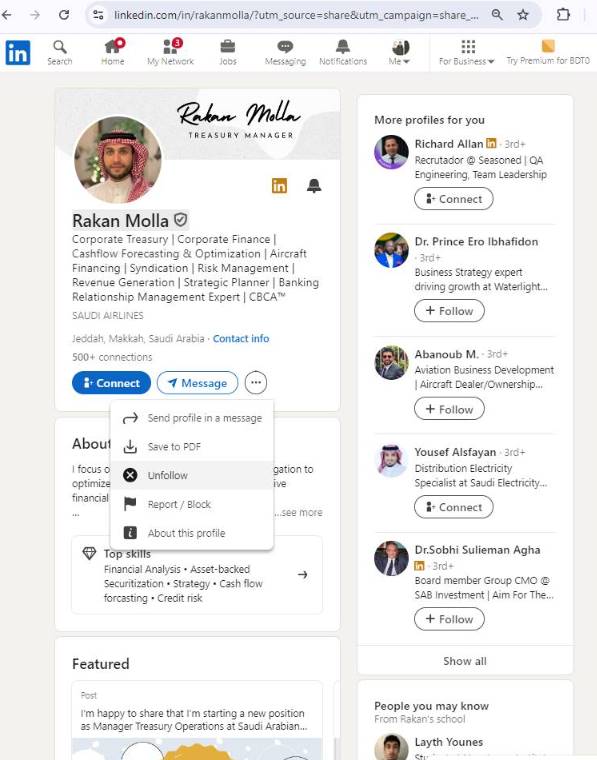 linkedin.com/in/rakanmolla/?utm_source=share&utm_campaign=share_...
in
Search
Home
3
My Network
Jobs
Messaging
Notifications
Me
For Business
Try Premium for BDT0
Rakan Molla
TREASURY MANAGER
in
Rakan Molla
Corporate Treasury | Corporate Finance |
Cashflow Forecasting & Optimization | Aircraft
Financing | Syndication | Risk Management |
Revenue Generation | Strategic Planner | Banking
Relationship Management Expert | CBCA™
SAUDI AIRLINES
Jeddah, Makkah, Saudi Arabia · Contact info
500+ connections
Connect
Message
Send profile in a message
Save to PDF
Unfollow
Report / Block
About this profile
About
I focus o
gation to
optimize
ive
financial
...
...see more
Top skills
Financial Analysis • Asset-backed
Securitization • Strategy • Cash flow
forcasting • Credit risk
Featured
Post
I'm happy to share that I'm starting a new position
as Manager Treasury Operations at Saudi Arabian...
More profiles for you
Richard Allan in · 3rd+
Recrutador @ Seasoned | QA
Engineering, Team Leadership
Connect
Dr. Prince Ero Ibhafidon
· 3rd+
Business Strategy expert
driving growth at Waterlight...
+ Follow
Abanoub M. · 3rd+
Aviation Business Development
| Aircraft Dealer/Ownership...
+ Follow
Yousef Alsfayan · 3rd+
Distribution Electricity
Specialist at Saudi Electricity...
Connect
Dr.Sobhi Sulieman Agha
in · 3rd+
Board member Group CMO @
SAB Investment | Aim For The...
+ Follow
Show all
People you may know
From Rakan's school
Layth Younes